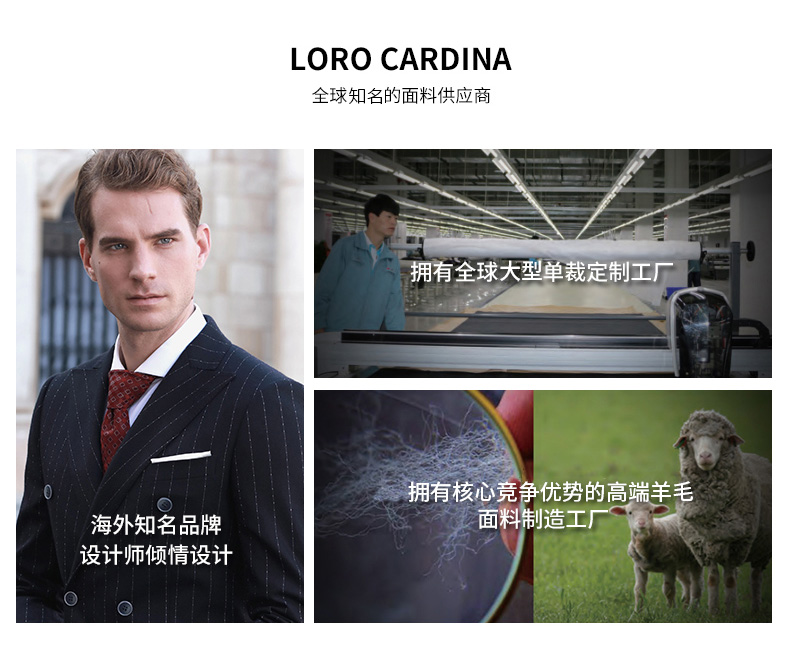 LORO CARDINA
全球知名的面料供应商
海外知名品牌
设计师倾情设计
拥有全球大型单裁定制工厂
拥有核心竞争优势的高端羊毛
面料制造工厂